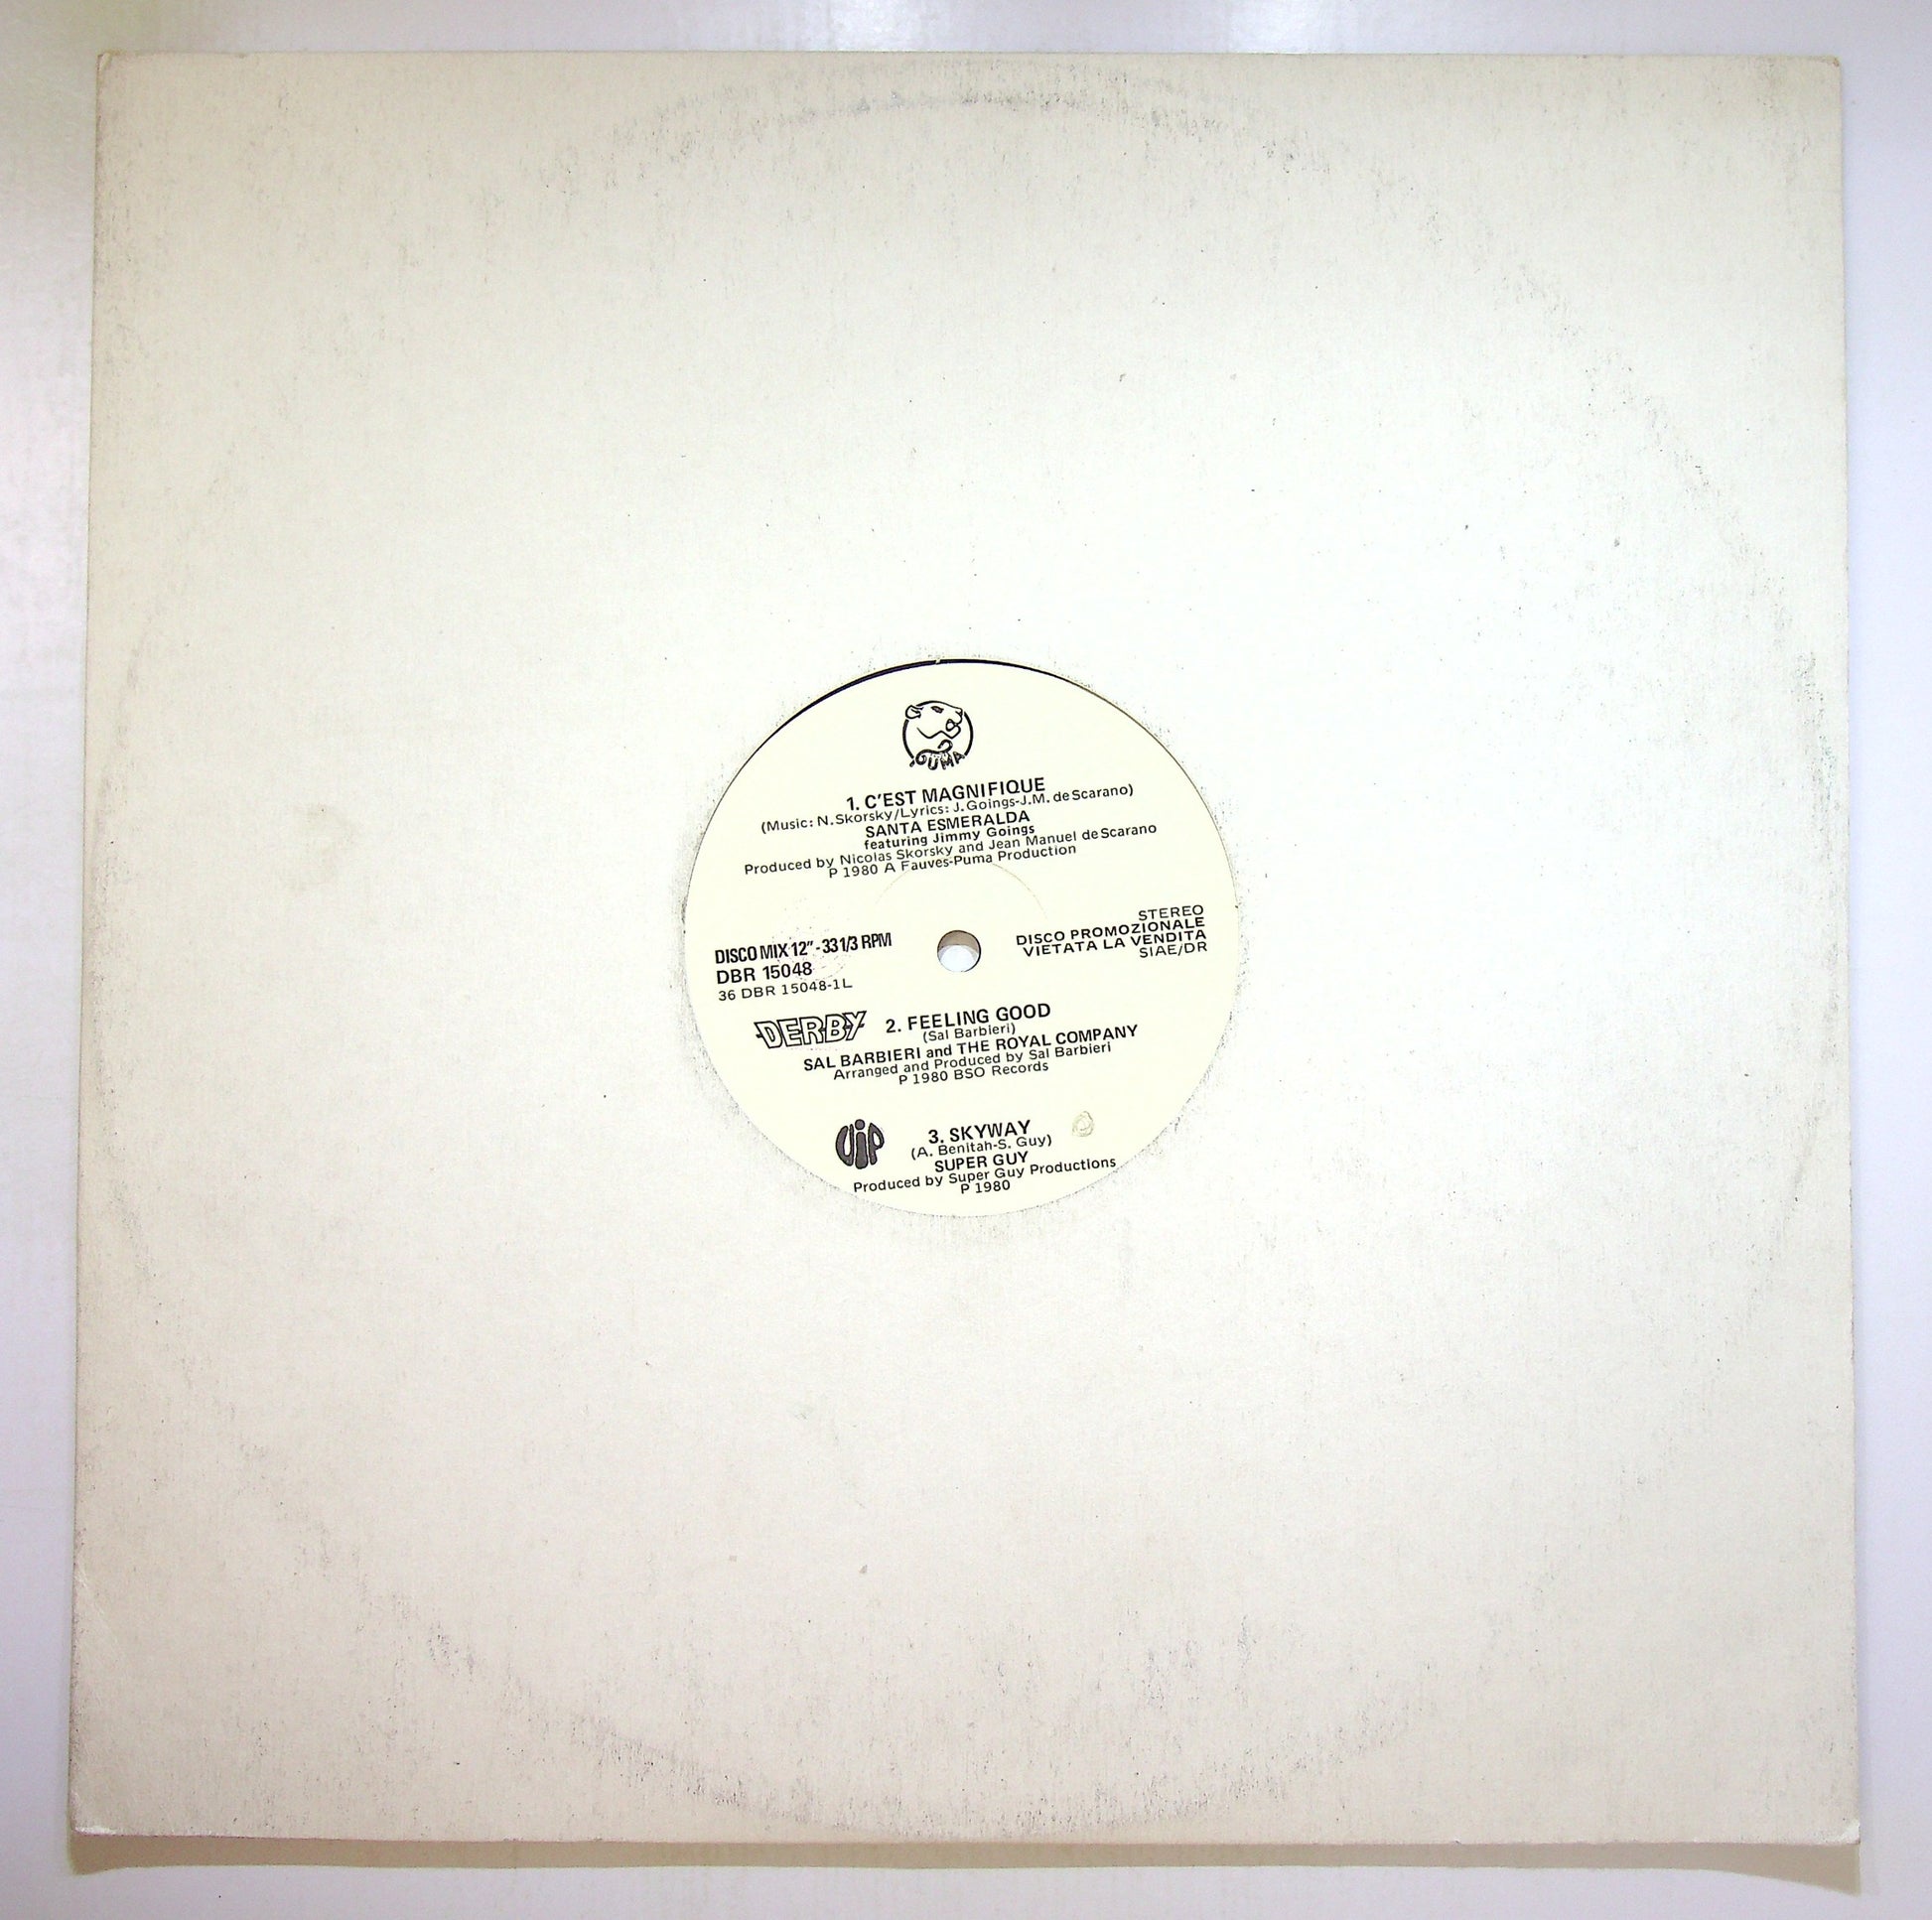 PUMA
1. C'EST MAGNIFIQUE
(Music: N. Skorsky/Lyrics: J. Goings-J.M. de Scarano)
SANTA ESMERALDA
featuring Jimmy Goings
Produced by Nicolas Skorsky and Jean Manuel de Scarano
P 1980 A Fauves-Puma Production
DISCO MIX 12" - 33 1/3 RPM
DBR 15048
36 DBR 15048-1L
STEREO
DISCO PROMOZIONALE
VIETATA LA VENDITA
SIAE/DR
DERBY
2. FEELING GOOD
(Sal Barbieri)
SAL BARBIERI and THE ROYAL COMPANY
Arranged and Produced by Sal Barbieri
P 1980 BSO Records
ViP
3. SKYWAY
(A. Benitah-S. Guy)
SUPER GUY
Produced by Super Guy Productions
P 1980